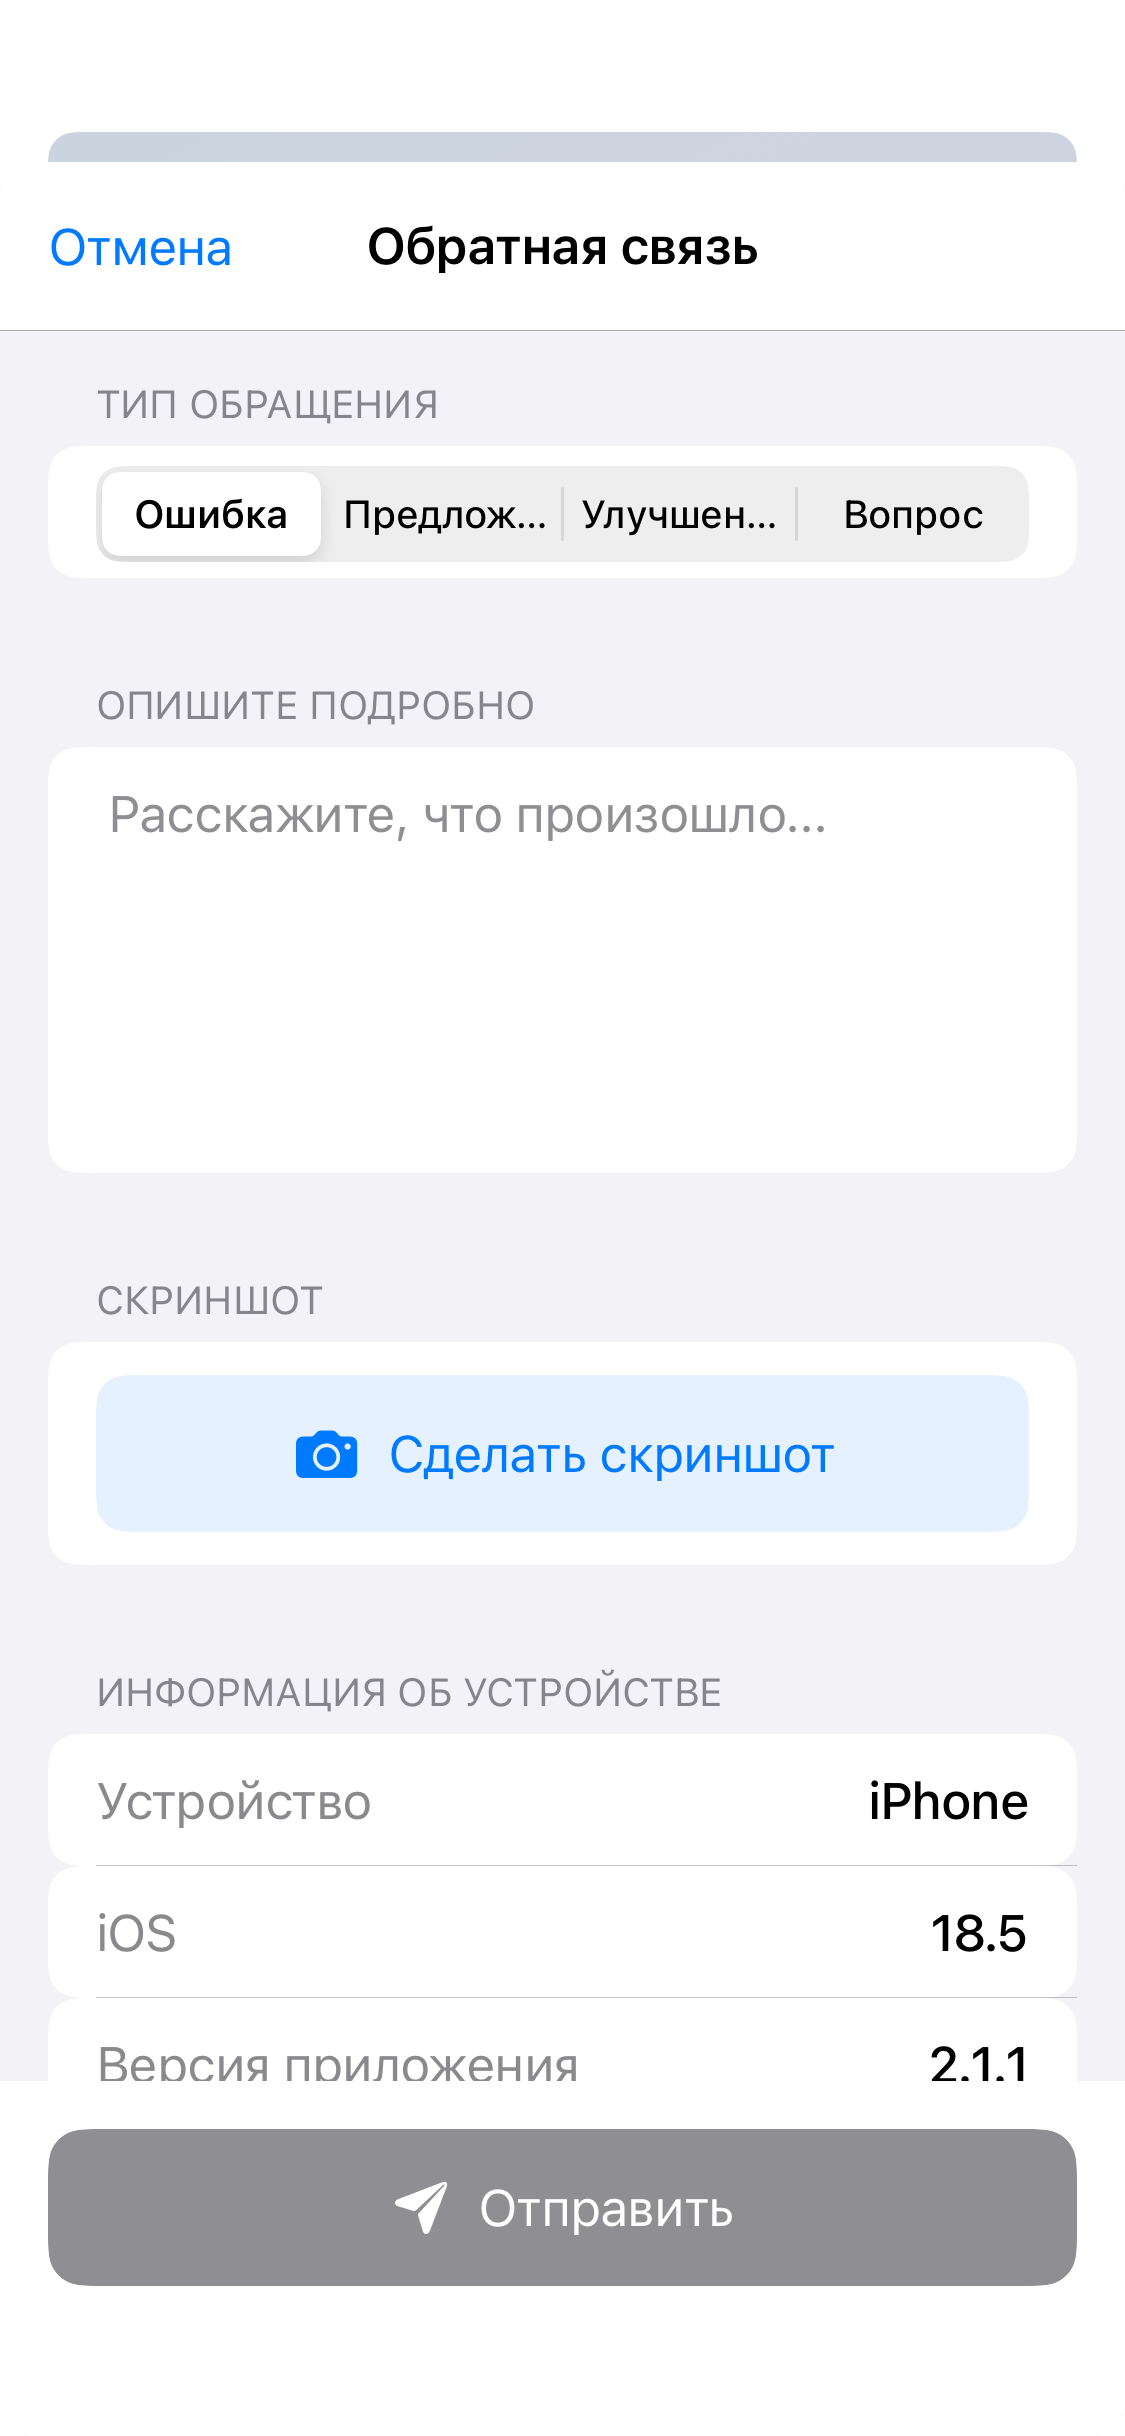 Отмена
Обратная связь
ТИП ОБРАЩЕНИЯ
Ошибка
Предлож...
Улучшен...
Вопрос
ОПИШИТЕ ПОДРОБНО
Расскажите, что произошло...
СКРИНШОТ
Сделать скриншот
ИНФОРМАЦИЯ ОБ УСТРОЙСТВЕ
Устройство iPhone
iOS 18.5
Версия приложения 2.1.1
Отправить